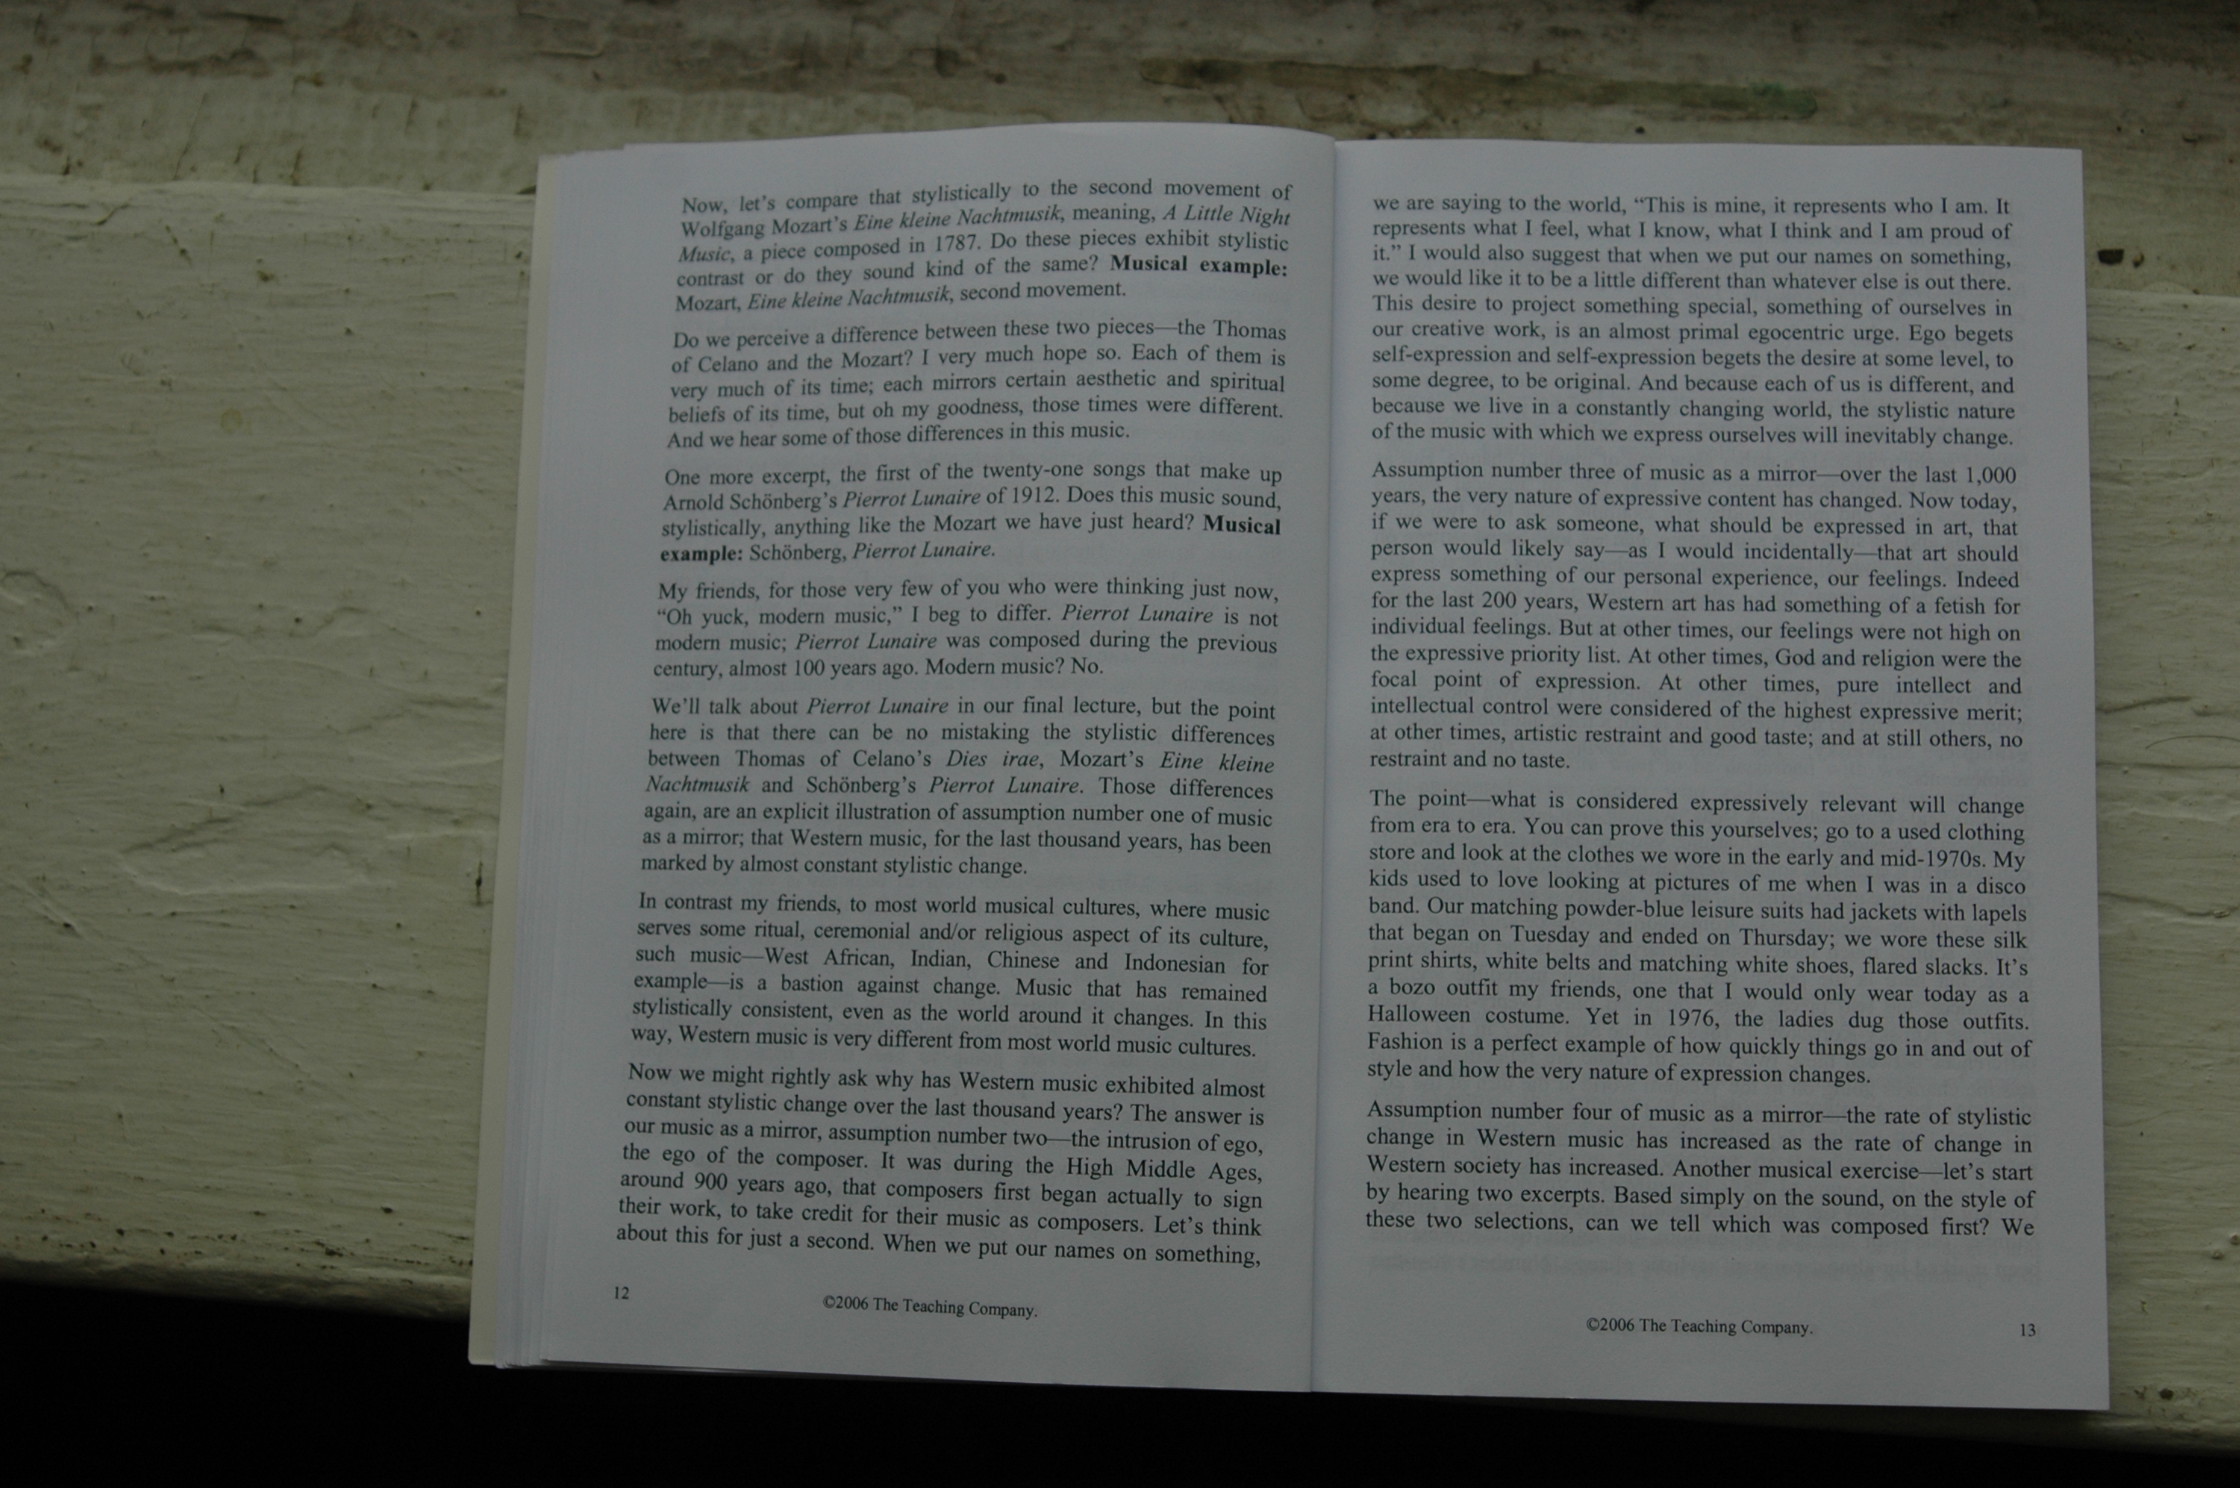 Now, let's compare that stylistically to the second movement of
Wolfgang Mozart's Eine kleine Nachtmusik, meaning, A Little Night
Music, a piece composed in 1787. Do these pieces exhibit stylistic
contrast or do they sound kind of the same? Musical example:
Mozart, Eine kleine Nachtmusik, second movement.
Do we perceive a difference between these two pieces—the Thomas
of Celano and the Mozart? I very much hope so. Each of them is
very much of its time; each mirrors certain aesthetic and spiritual
beliefs of its time, but oh my goodness, those times were different.
And we hear some of those differences in this music.
One more excerpt, the first of the twenty-one songs that make up
Arnold Schönberg's Pierrot Lunaire of 1912. Does this music sound,
stylistically, anything like the Mozart we have just heard? Musical
example: Schönberg, Pierrot Lunaire.
My friends, for those very few of you who were thinking just now,
“Oh yuck, modern music,” I beg to differ. Pierrot Lunaire is not
modern music; Pierrot Lunaire was composed during the previous
century, almost 100 years ago. Modern music? No.
We'll talk about Pierrot Lunaire in our final lecture, but the point
here is that there can be no mistaking the stylistic differences
between Thomas of Celano's Dies irae, Mozart's Eine kleine
Nachtmusik and Schönberg's Pierrot Lunaire. Those differences
again, are an explicit illustration of assumption number one of music
as a mirror; that Western music, for the last thousand years, has been
marked by almost constant stylistic change.
In contrast my friends, to most world musical cultures, where music
serves some ritual, ceremonial and/or religious aspect of its culture,
such music—West African, Indian, Chinese and Indonesian for
example—is a bastion against change. Music that has remained
stylistically consistent, even as the world around it changes. In this
way, Western music is very different from most world music cultures.
Now we might rightly ask why has Western music exhibited almost
constant stylistic change over the last thousand years? The answer is
our music as a mirror, assumption number two—the intrusion of ego,
the ego of the composer. It was during the High Middle Ages,
around 900 years ago, that composers first began actually to sign
their work, to take credit for their music as composers. Let's think
about this for just a second. When we put our names on something,
12
©2006 The Teaching Company.
we are saying to the world, “This is mine, it represents who I am. It
represents what I feel, what I know, what I think and I am proud of
it.” I would also suggest that when we put our names on something,
we would like it to be a little different than whatever else is out there.
This desire to project something special, something of ourselves in
our creative work, is an almost primal egocentric urge. Ego begets
self-expression and self-expression begets the desire at some level, to
some degree, to be original. And because each of us is different, and
because we live in a constantly changing world, the stylistic nature
of the music with which we express ourselves will inevitably change.
Assumption number three of music as a mirror—over the last 1,000
years, the very nature of expressive content has changed. Now today,
if we were to ask someone, what should be expressed in art, that
person would likely say—as I would incidentally—that art should
express something of our personal experience, our feelings. Indeed
for the last 200 years, Western art has had something of a fetish for
individual feelings. But at other times, our feelings were not high on
the expressive priority list. At other times, God and religion were the
focal point of expression. At other times, pure intellect and
intellectual control were considered of the highest expressive merit;
at other times, artistic restraint and good taste; and at still others, no
restraint and no taste.
The point—what is considered expressively relevant will change
from era to era. You can prove this yourselves; go to a used clothing
store and look at the clothes we wore in the early and mid-1970s. My
kids used to love looking at pictures of me when I was in a disco
band. Our matching powder-blue leisure suits had jackets with lapels
that began on Tuesday and ended on Thursday; we wore these silk
print shirts, white belts and matching white shoes, flared slacks. It's
a bozo outfit my friends, one that I would only wear today as a
Halloween costume. Yet in 1976, the ladies dug those outfits.
Fashion is a perfect example of how quickly things go in and out of
style and how the very nature of expression changes.
Assumption number four of music as a mirror—the rate of stylistic
change in Western music has increased as the rate of change in
Western society has increased. Another musical exercise—let's start
by hearing two excerpts. Based simply on the sound, on the style of
these two selections, can we tell which was composed first? We
©2006 The Teaching Company.
13